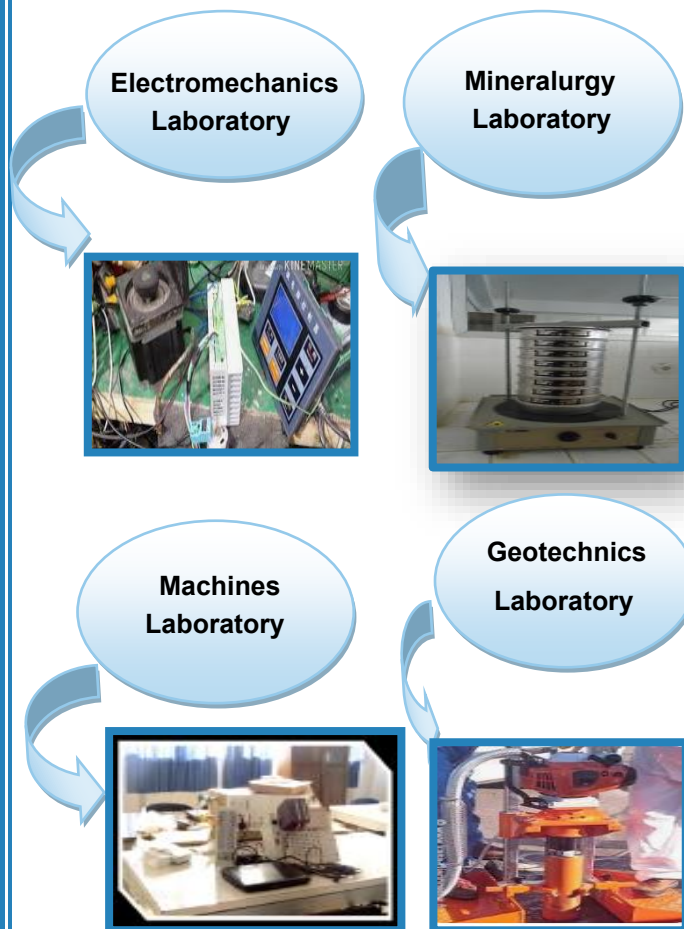 Electromechanics
Laboratory
Mineralurgy
Laboratory
KINEMASTER
Machines
Laboratory
Geotechnics
Laboratory